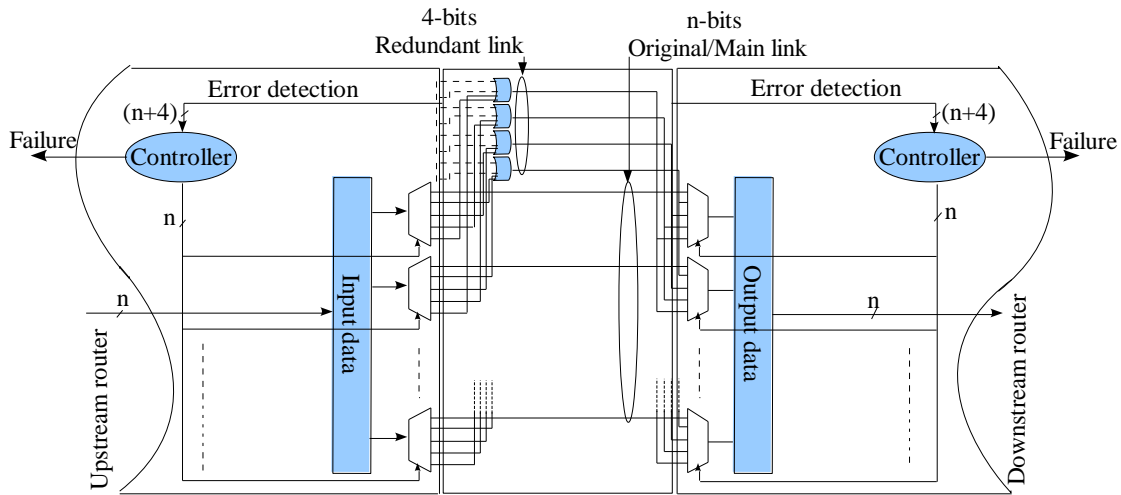 4-bits
Redundant link
n-bits
Original/Main link
Error detection
Error detection
(n+4)
(n+4)
Failure
Failure
Controller
Controller
n
n
Input data
Output data
n
n
Upstream router
Downstream router